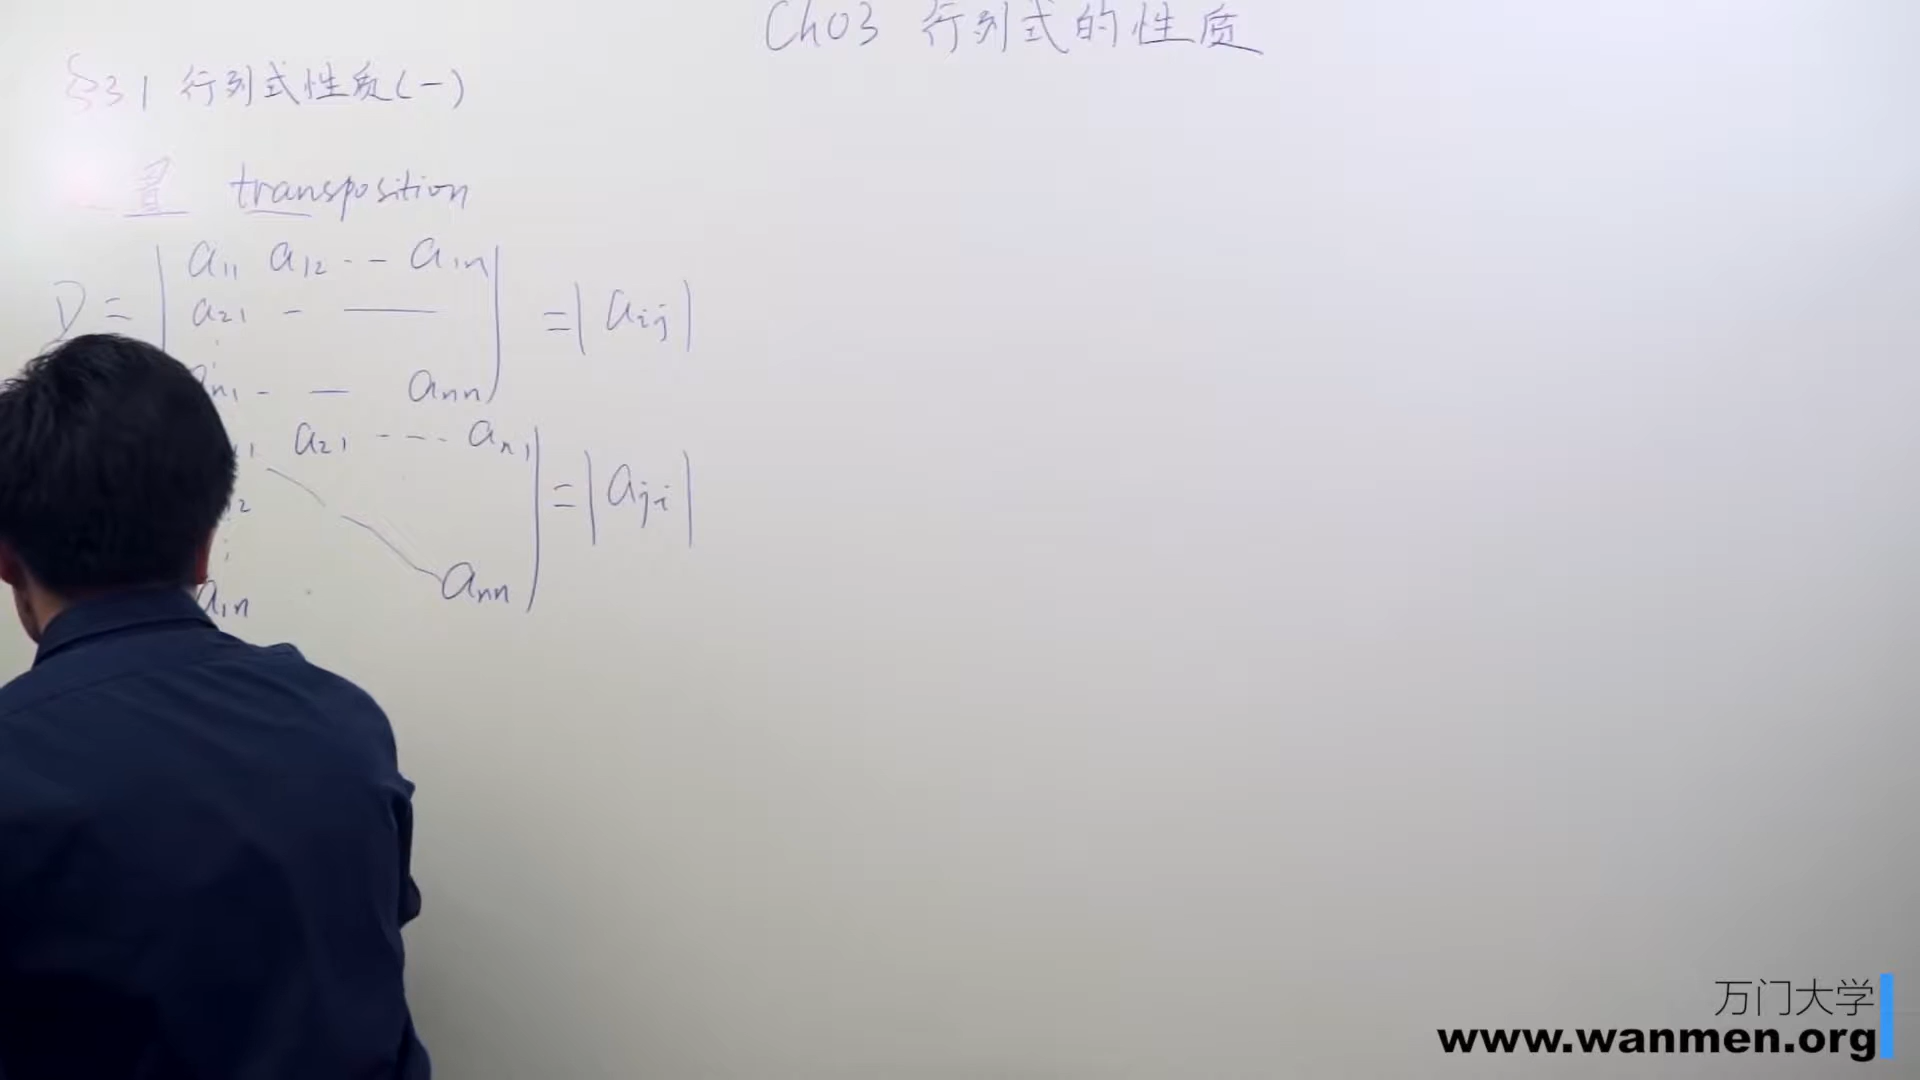 Ch03 行列式的性质
§3.1 行列式性质(一)
置 transposition
D = | a11 a12 -- a1n |
a21 - —
an1 - — ann
= | aij |
a21 ---- an1
a1n ann
= | aji |
万门大学
www.wanmen.org